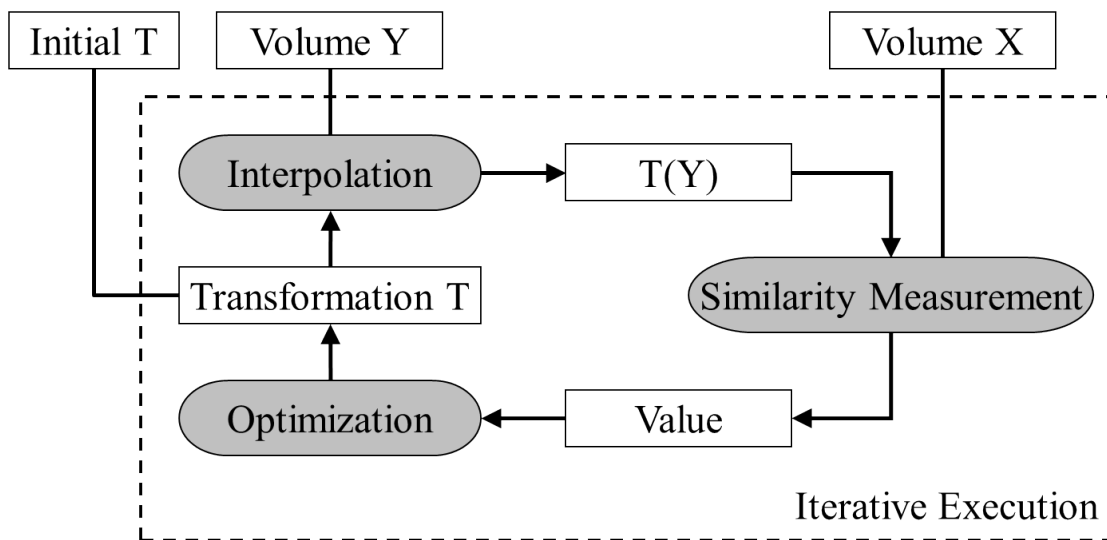 Initial T
Volume Y
Volume X
Interpolation
T(Y)
Transformation T
Similarity Measurement
Optimization
Value
Iterative Execution